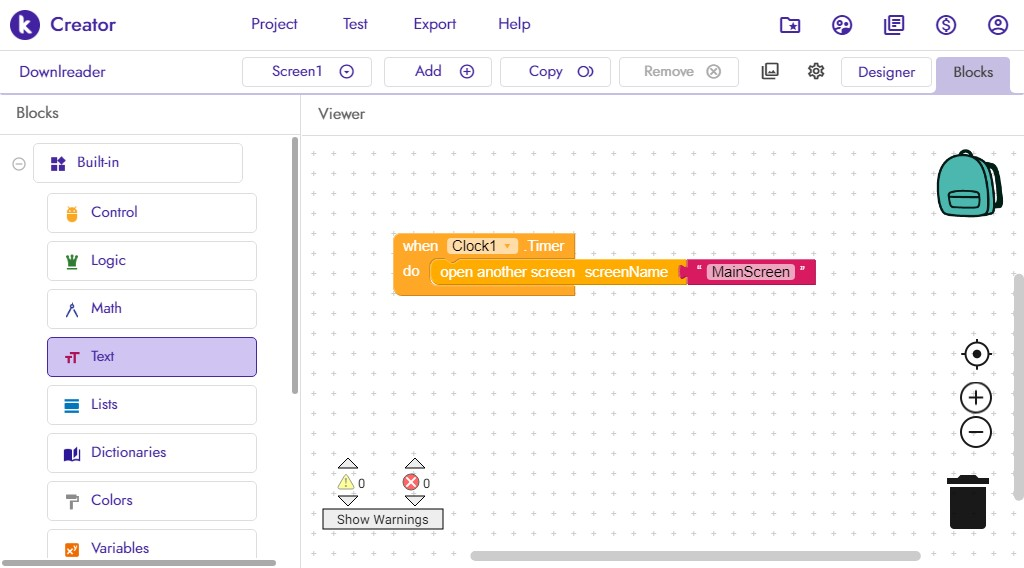 Creator Project Test Export Help
Downlreader Screen1 Add Copy Remove Designer Blocks
Blocks
Viewer
Built-in
Control
Logic
Math
Text
Lists
Dictionaries
Colors
Variables
when Clock1 .Timer
do open another screen screenName “ MainScreen ”
0 0
Show Warnings